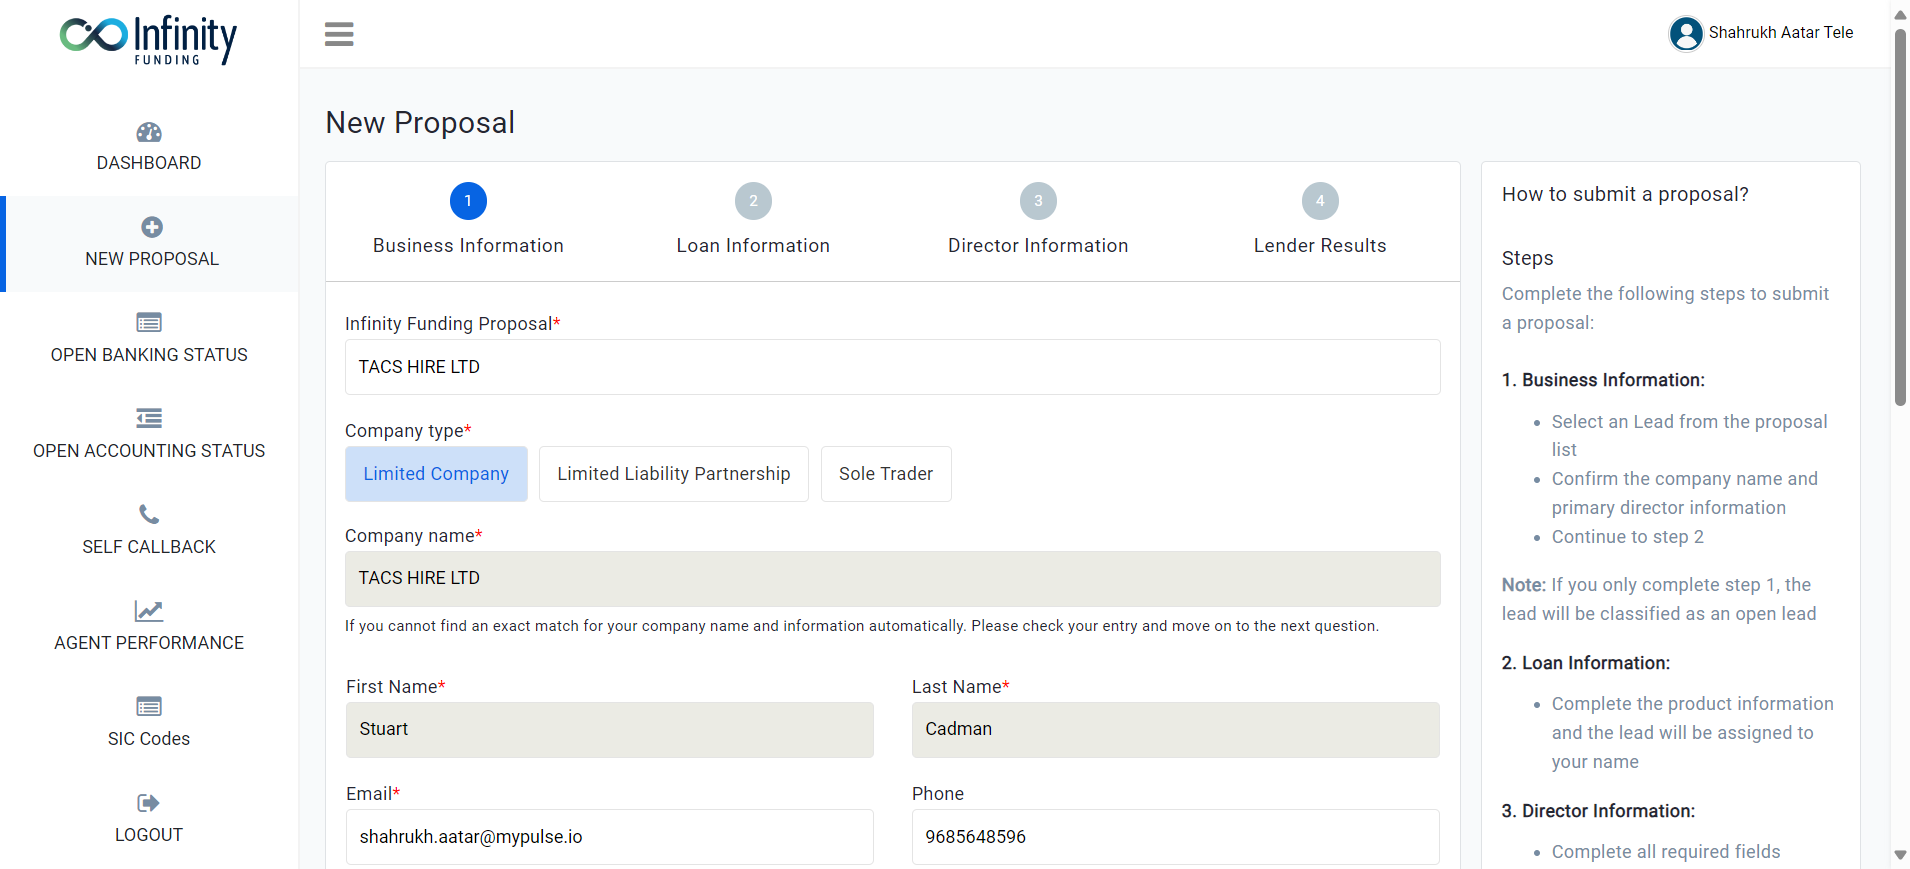 Infinity
FUNDING
DASHBOARD
NEW PROPOSAL
OPEN BANKING STATUS
OPEN ACCOUNTING STATUS
SELF CALLBACK
AGENT PERFORMANCE
SIC Codes
LOGOUT
Shahrukh Aatar Tele
New Proposal
1
Business Information
2
Loan Information
3
Director Information
4
Lender Results
Infinity Funding Proposal*
TACS HIRE LTD
Company type*
Limited Company
Limited Liability Partnership
Sole Trader
Company name*
TACS HIRE LTD
If you cannot find an exact match for your company name and information automatically. Please check your entry and move on to the next question.
First Name*
Stuart
Last Name*
Cadman
Email*
shahrukh.aatar@mypulse.io
Phone
9685648596
How to submit a proposal?
Steps
Complete the following steps to submit
a proposal:
1. Business Information:
• Select an Lead from the proposal
list
• Confirm the company name and
primary director information
• Continue to step 2
Note: If you only complete step 1, the
lead will be classified as an open lead
2. Loan Information:
• Complete the product information
and the lead will be assigned to
your name
3. Director Information:
• Complete all required fields